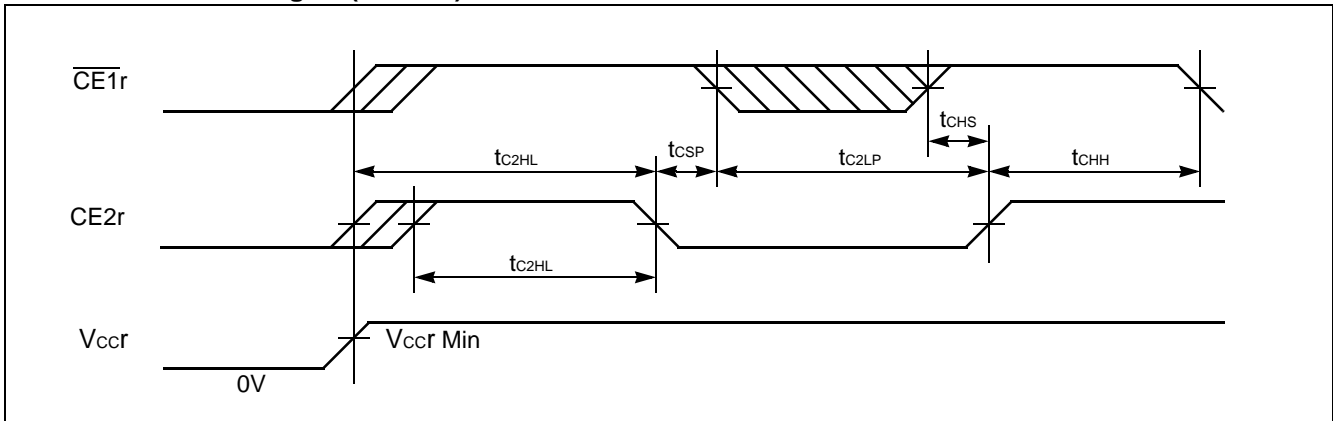 CE1r
tCHS
tC2HL
tCSP
tC2LP
tCHH
CE2r
tC2HL
VCCr
VCCr Min
0V